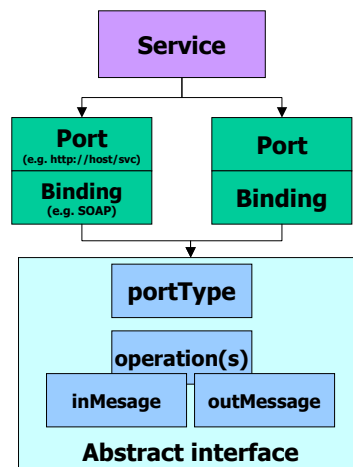 Service
Port
(e.g. http://host/svc)
Binding
(e.g. SOAP)
Port
Binding
portType
operation(s)
inMesage
outMessage
Abstract interface